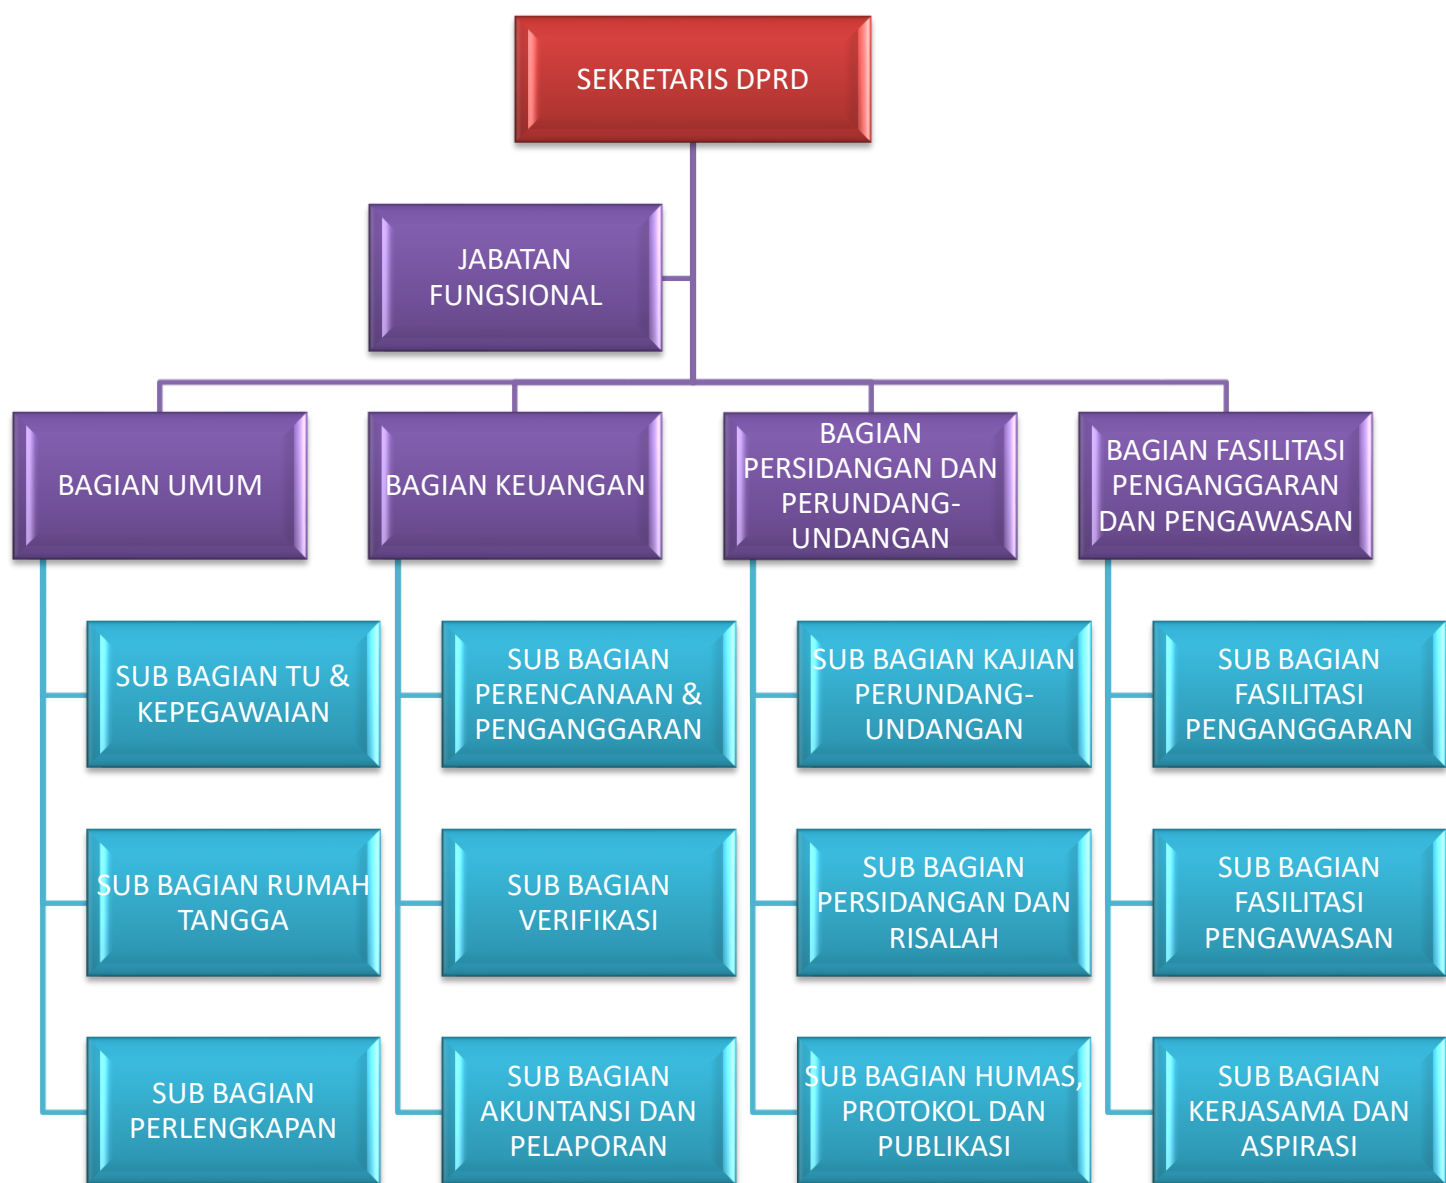 SEKRETARIS DPRD
JABATAN
FUNGSIONAL
BAGIAN UMUM
BAGIAN KEUANGAN
BAGIAN
PERSIDANGAN DAN
PERUNDANG-
UNDANGAN
BAGIAN FASILITASI
PENGANGGARAN
DAN PENGAWASAN
SUB BAGIAN TU &
KEPEGAWAIAN
SUB BAGIAN
PERENCANAAN &
PENGANGGARAN
SUB BAGIAN KAJIAN
PERUNDANG-
UNDANGAN
SUB BAGIAN
FASILITASI
PENGANGGARAN
SUB BAGIAN RUMAH
TANGGA
SUB BAGIAN
VERIFIKASI
SUB BAGIAN
PERSIDANGAN DAN
RISALAH
SUB BAGIAN
FASILITASI
PENGAWASAN
SUB BAGIAN
PERLENGKAPAN
SUB BAGIAN
AKUNTANSI DAN
PELAPORAN
SUB BAGIAN HUMAS,
PROTOKOL DAN
PUBLIKASI
SUB BAGIAN
KERJASAMA DAN
ASPIRASI